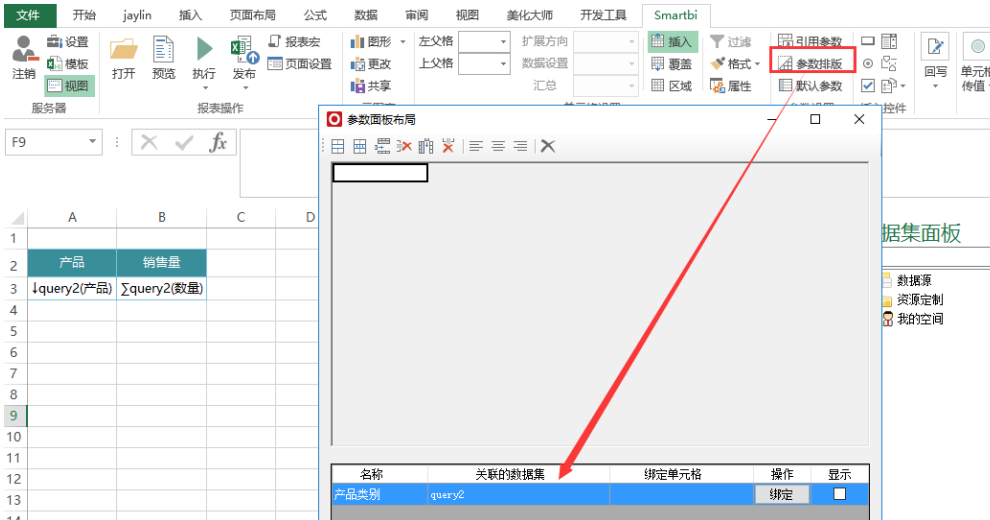 文件 开始 jaylin 插入 页面布局 公式 数据 审阅 视图 美化大师 开发工具 Smartbi
注销 设置 模板 视图
服务器
打开 预览 执行 发布 报表宏 页面设置
报表操作
图形 更改 共享
左父格 上父格 扩展方向 数据设置 汇总
插入 覆盖 区域 过滤 格式 属性
引用参数 参数排版 默认参数
回写
F9 fx
参数面板布局
A B C D
1
2 产品 销售量
3 ↓query2(产品) ∑query2(数量)
4
5
6
7
8
9
10
11
12
13
据集面板
数据源
资源定制
我的空间
名称 关联的数据集 绑定单元格 操作 显示
产品类别 query2 绑定